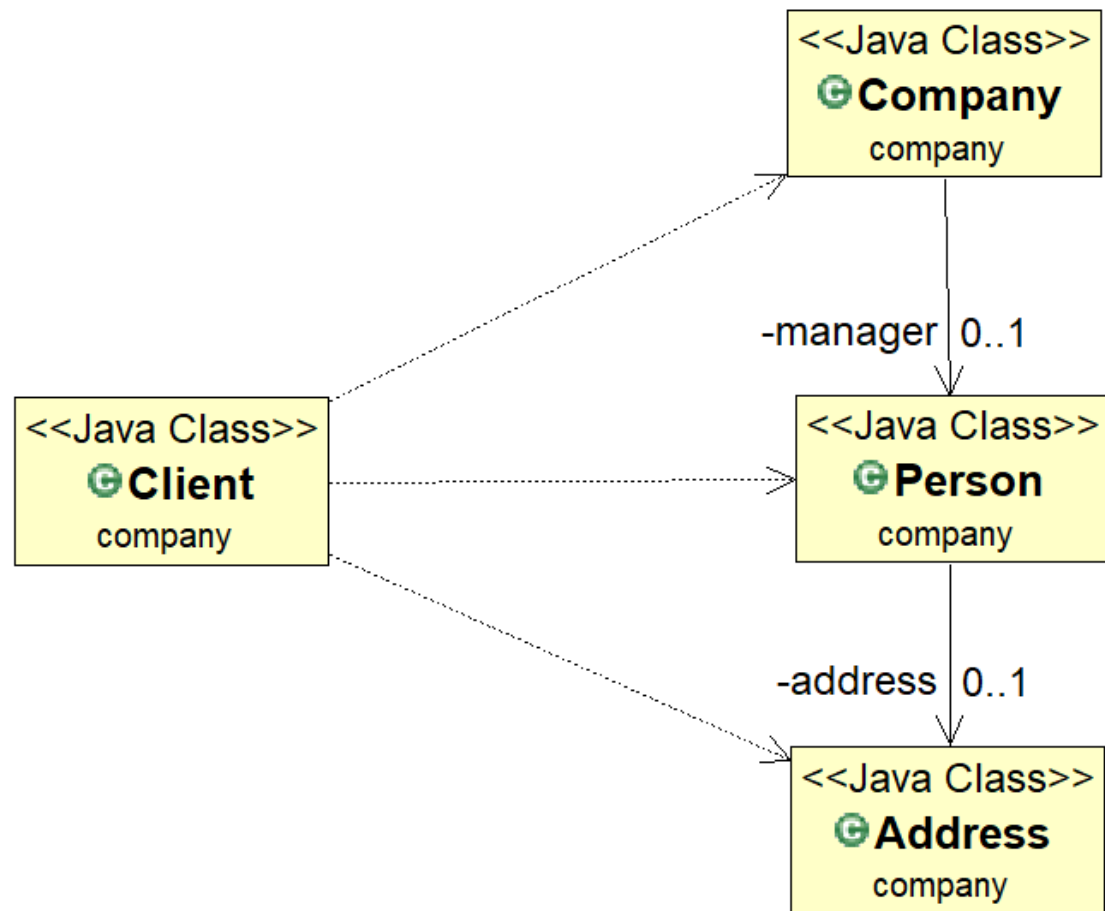 <<Java Class>>
Company
company
-manager 0..1
<<Java Class>>
Client
company
<<Java Class>>
Person
company
-address 0..1
<<Java Class>>
Address
company